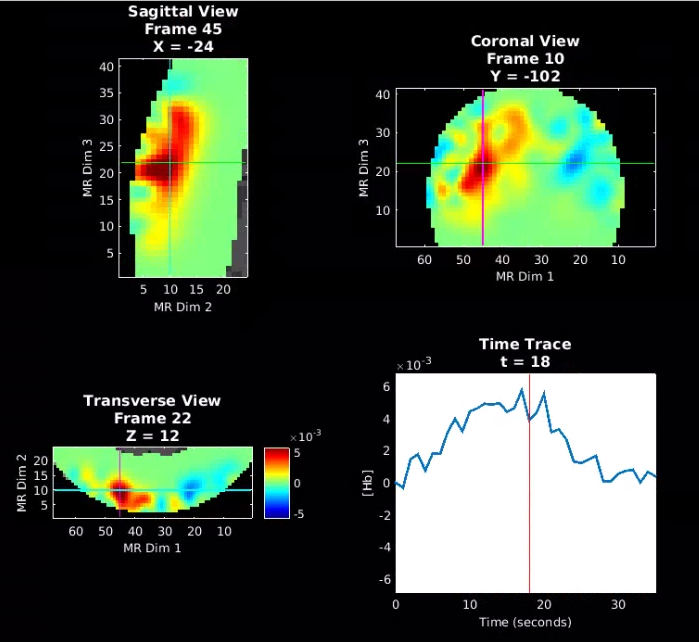 Sagittal View
Frame 45
X = -24
40
35
30
25
20
15
10
5
MR Dim 3
5 10 15 20
MR Dim 2
Coronal View
Frame 10
Y = -102
40
30
20
10
MR Dim 3
60 50 40 30 20 10
MR Dim 1
Transverse View
Frame 22
Z = 12
20
15
10
5
MR Dim 2
60 50 40 30 20 10
MR Dim 1
×10⁻³
5
0
-5
Time Trace
t = 18
×10⁻³
6
4
2
0
-2
-4
-6
[Hb]
0 10 20 30
Time (seconds)